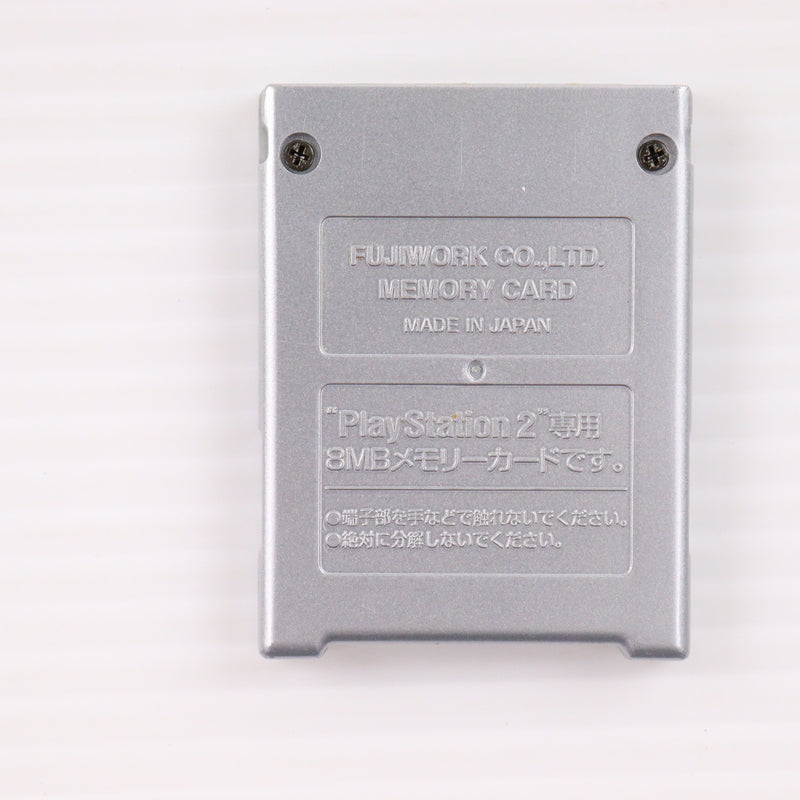 FUJIWORK CO.,LTD.
MEMORY CARD
MADE IN JAPAN
“PlayStation 2”専用
8MBメモリーカードです。
○端子部を手などで触れないでください。
○絶対に分解しないでください。